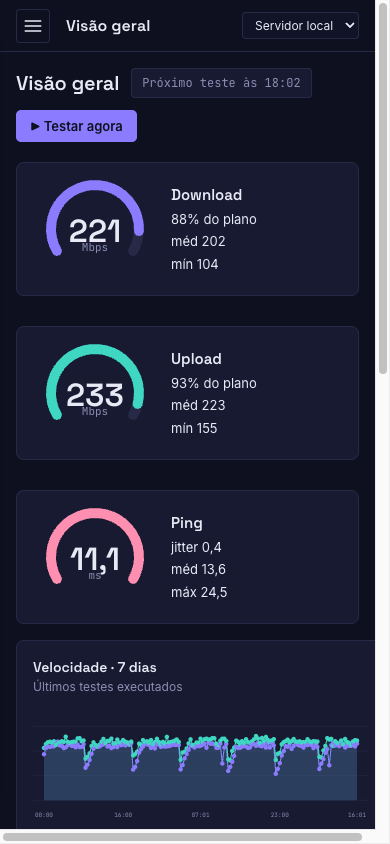 Visão geral
Servidor local
Visão geral
Próximo teste às 18:02
Testar agora
221
Mbps
Download
88% do plano
méd 202
mín 104
233
Mbps
Upload
93% do plano
méd 223
mín 155
11,1
ms
Ping
jitter 0,4
méd 13,6
máx 24,5
Velocidade · 7 dias
Últimos testes executados
00:00 16:00 07:01 23:00 16:01